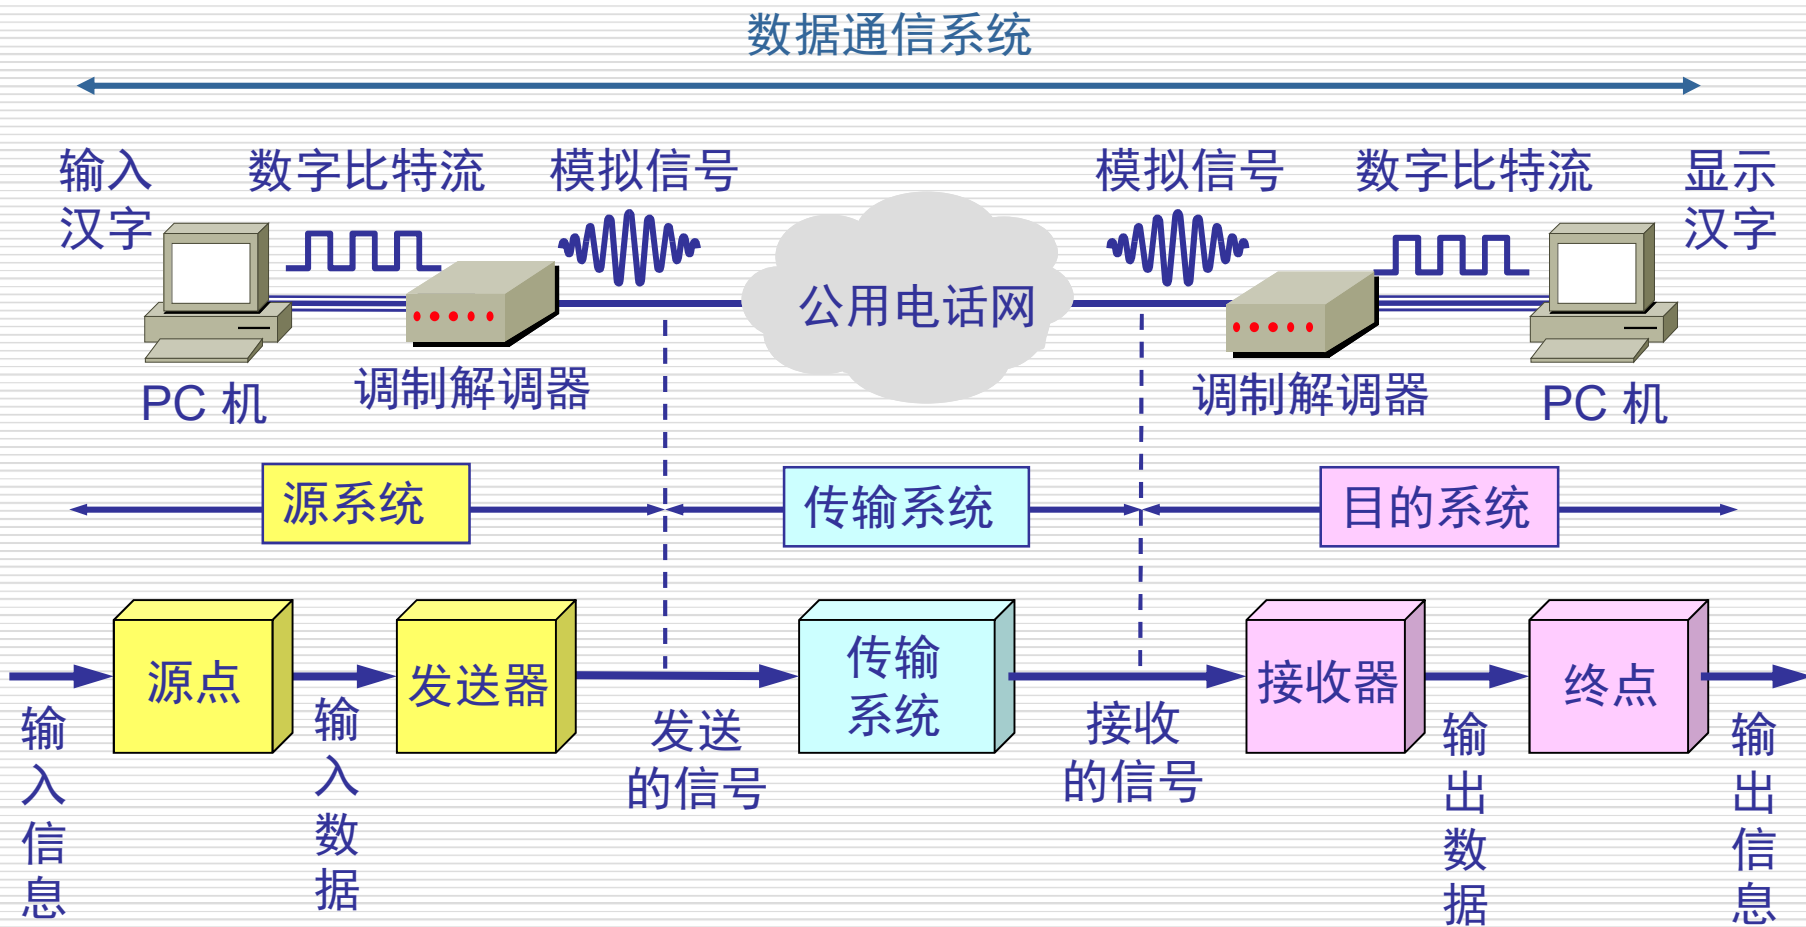 数据通信系统
输入
汉字
数字比特流
模拟信号
模拟信号
数字比特流
显示
汉字
公用电话网
PC 机
调制解调器
调制解调器
PC 机
源系统
传输系统
目的系统
源点
发送器
传输
系统
接收器
终点
输入信息
输入数据
发送
的信号
接收
的信号
输出数据
输出信息